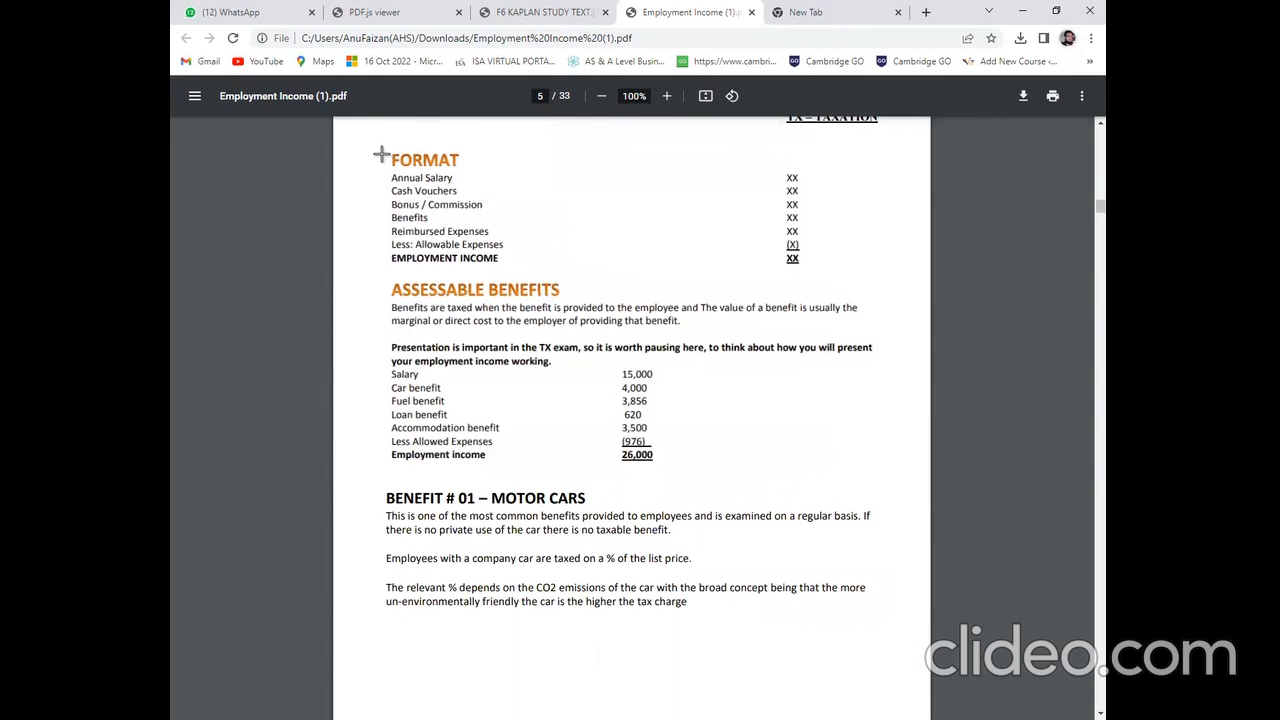 (12) WhatsApp
PDF.js viewer
F6 KAPLAN STUDY TEXT.p
Employment Income (1).p
New Tab
File C:/Users/AnuFaizan(AHS)/Downloads/Employment%20Income%20(1).pdf
Gmail YouTube Maps 16 Oct 2022 - Micr... ISA VIRTUAL PORTA... AS & A Level Busin... https://www.cambri... Cambridge GO Cambridge GO Add New Course ‹... »
Employment Income (1).pdf 5 / 33 — 100% +
TX – TAXATION
FORMAT
Annual Salary XX
Cash Vouchers XX
Bonus / Commission XX
Benefits XX
Reimbursed Expenses XX
Less: Allowable Expenses (X)
EMPLOYMENT INCOME XX
ASSESSABLE BENEFITS
Benefits are taxed when the benefit is provided to the employee and The value of a benefit is usually the
marginal or direct cost to the employer of providing that benefit.
Presentation is important in the TX exam, so it is worth pausing here, to think about how you will present
your employment income working.
Salary 15,000
Car benefit 4,000
Fuel benefit 3,856
Loan benefit 620
Accommodation benefit 3,500
Less Allowed Expenses (976)
Employment income 26,000
BENEFIT # 01 – MOTOR CARS
This is one of the most common benefits provided to employees and is examined on a regular basis. If
there is no private use of the car there is no taxable benefit.
Employees with a company car are taxed on a % of the list price.
The relevant % depends on the CO2 emissions of the car with the broad concept being that the more
un-environmentally friendly the car is the higher the tax charge
clideo.com